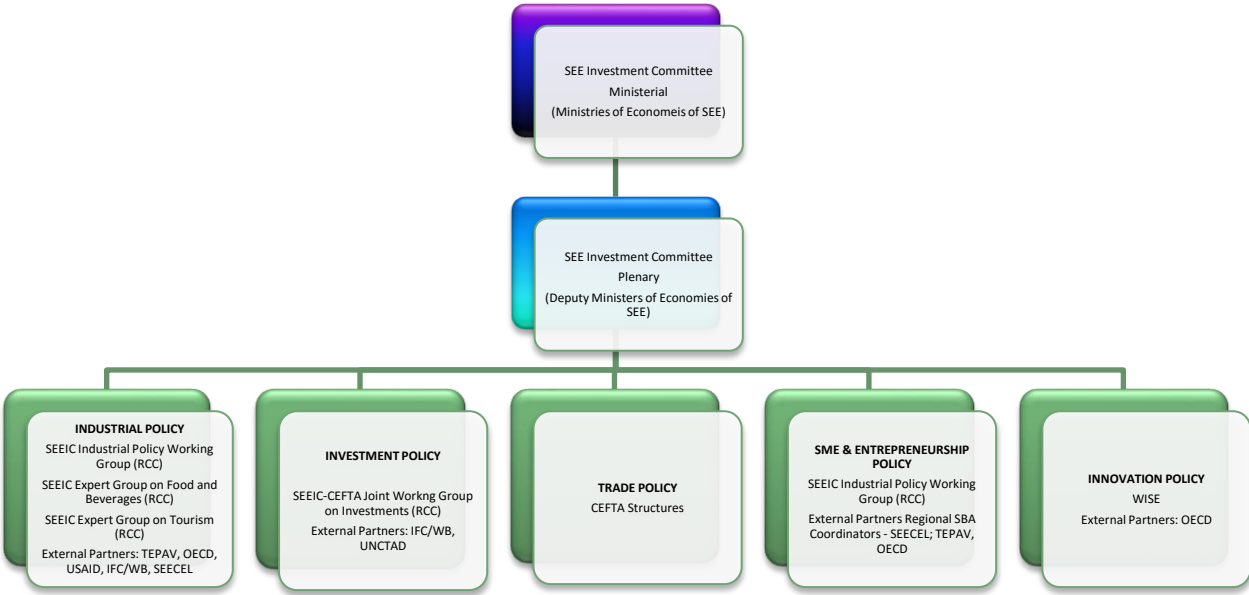 SEE Investment Committee
Ministerial
(Ministries of Economeis of SEE)
SEE Investment Committee
Plenary
(Deputy Ministers of Economies of
SEE)
INDUSTRIAL POLICY
SEEIC Industrial Policy Working
Group (RCC)
SEEIC Expert Group on Food and
Beverages (RCC)
SEEIC Expert Group on Tourism
(RCC)
External Partners: TEPAV, OECD,
USAID, IFC/WB, SEECEL
INVESTMENT POLICY
SEEIC-CEFTA Joint Workng Group
on Investments (RCC)
External Partners: IFC/WB,
UNCTAD
TRADE POLICY
CEFTA Structures
SME & ENTREPRENEURSHIP
POLICY
SEEIC Industrial Policy Working
Group (RCC)
External Partners Regional SBA
Coordinators - SEECEL; TEPAV,
OECD
INNOVATION POLICY
WISE
External Partners: OECD